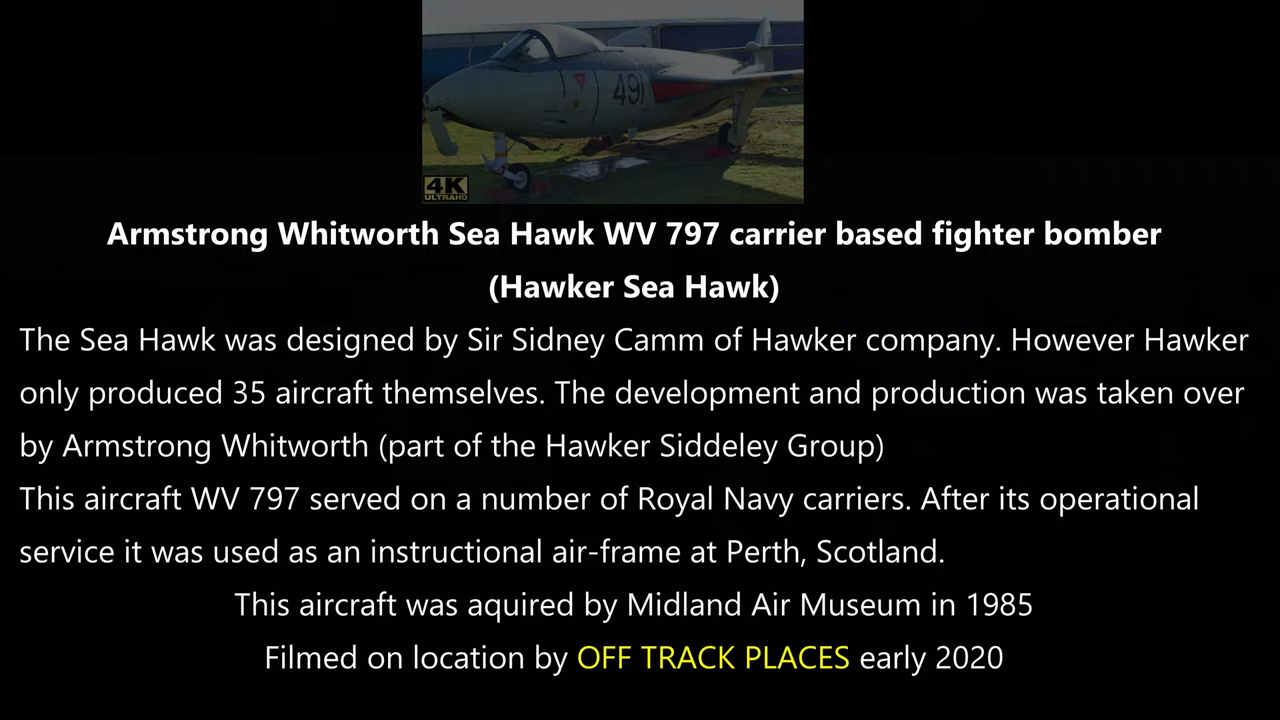 491
4K
ULTRAHD
Armstrong Whitworth Sea Hawk WV 797 carrier based fighter bomber
(Hawker Sea Hawk)
The Sea Hawk was designed by Sir Sidney Camm of Hawker company. However Hawker
only produced 35 aircraft themselves. The development and production was taken over
by Armstrong Whitworth (part of the Hawker Siddeley Group)
This aircraft WV 797 served on a number of Royal Navy carriers. After its operational
service it was used as an instructional air-frame at Perth, Scotland.
This aircraft was aquired by Midland Air Museum in 1985
Filmed on location by OFF TRACK PLACES early 2020